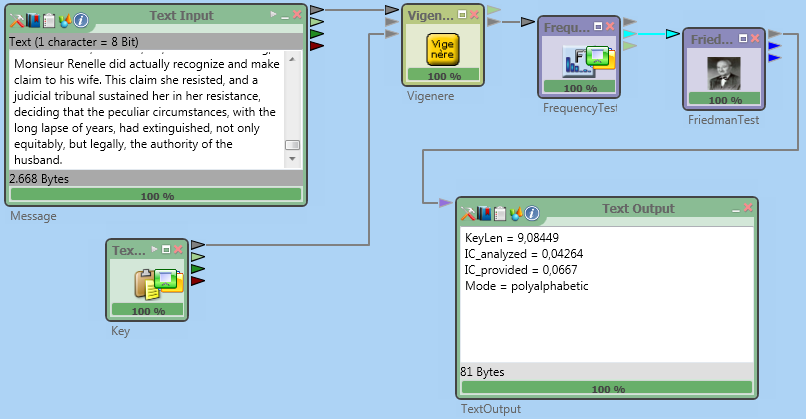 Text Input
Text (1 character = 8 Bit)
Monsieur Renelle did actually recognize and make
claim to his wife. This claim she resisted, and a
judicial tribunal sustained her in her resistance,
deciding that the peculiar circumstances, with the
long lapse of years, had extinguished, not only
equitably, but legally, the authority of the
husband.
2.668 Bytes
100 %
Message
Vigener...
Vige
nère
100 %
Vigenere
Frequ...
100 %
FrequencyTest
Fried...
100 %
FriedmanTest
Tex...
100 %
Key
Text Output
KeyLen = 9,08449
IC_analyzed = 0,04264
IC_provided = 0,0667
Mode = polyalphabetic
81 Bytes
100 %
TextOutput